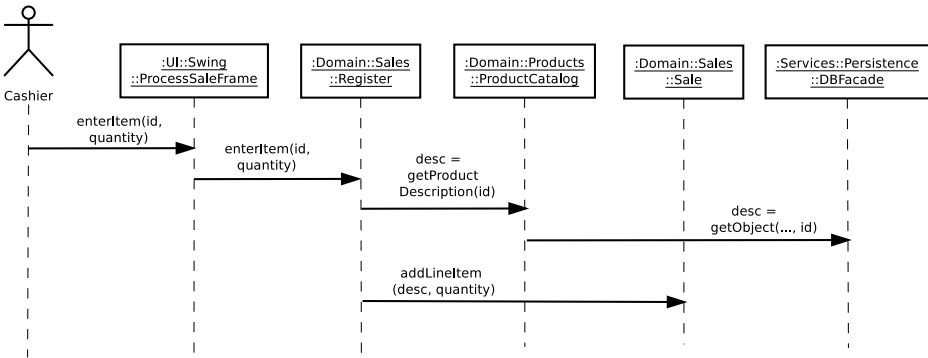 :UI::Swing
::ProcessSaleFrame
:Domain::Sales
::Register
:Domain::Products
::ProductCatalog
:Domain::Sales
::Sale
:Services::Persistence
::DBFacade
Cashier
enterItem(id,
quantity)
enterItem(id,
quantity)
desc =
getProduct
Description(id)
desc =
getObject(..., id)
addLineItem
(desc, quantity)